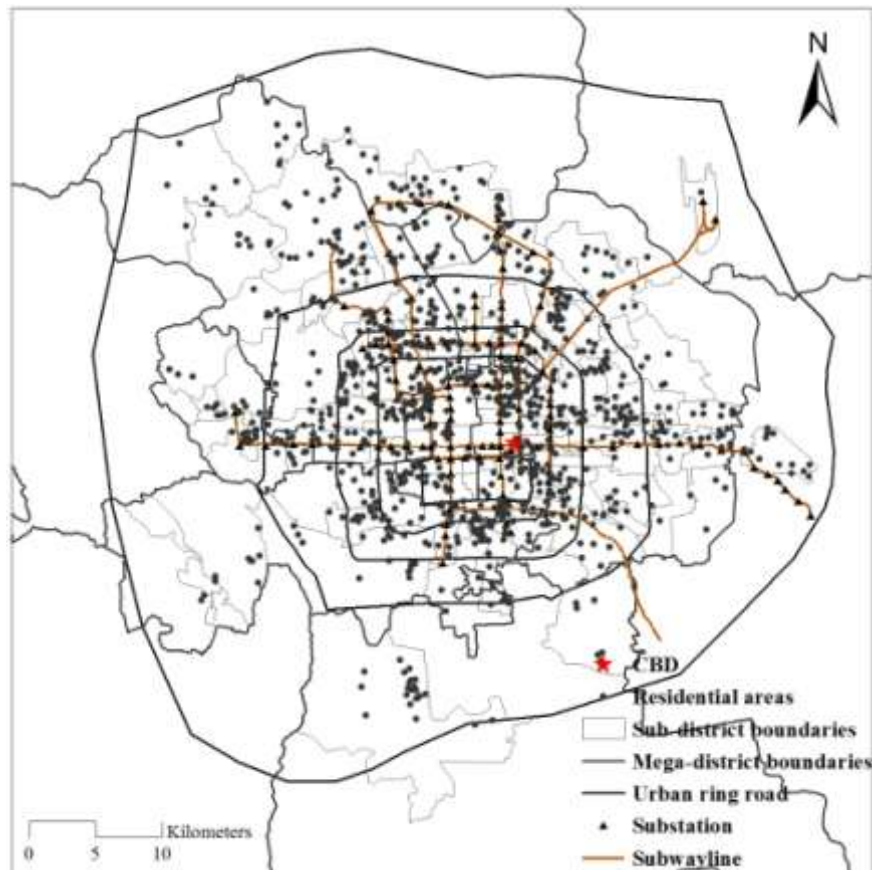 N
CBD
Residential areas
Sub-district boundaries
Mega-district boundaries
Urban ring road
Substation
Subwayline
Kilometers
0 5 10